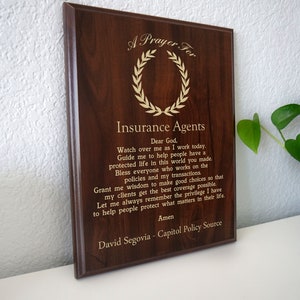 A Prayer For
Insurance Agents
Dear God,
Watch over me as I work today.
Guide me to help people have a
protected life in this world you made.
Bless everyone who works on the
policies and my transactions.
Grant me wisdom to make good choices so that
my clients get the best coverage possible.
Let me always remember the privilege I have
to help people protect what matters in their life.
Amen
David Segovia - Capitol Policy Source